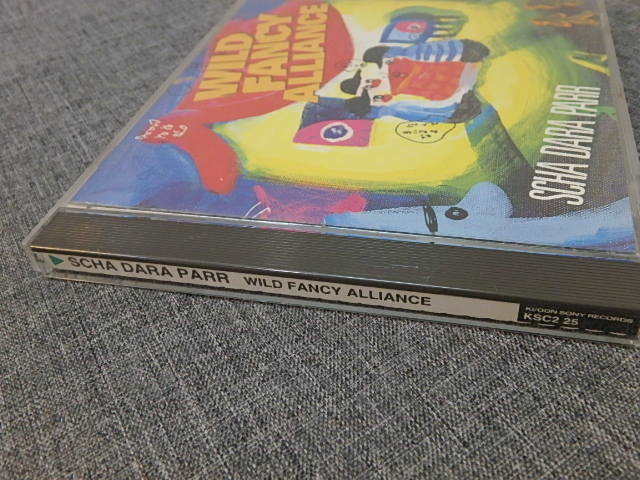 WILD
FANCY
ALLIANCE
SCHA DARA PARR
SCHA DARA PARR WILD FANCY ALLIANCE
KI/OON SONY RECORDS
KSC2 25